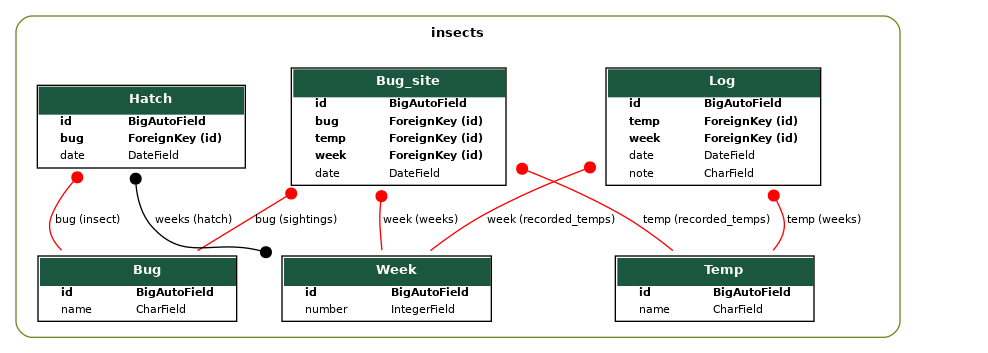 insects
Hatch
id BigAutoField
bug ForeignKey (id)
date DateField
Bug_site
id BigAutoField
bug ForeignKey (id)
temp ForeignKey (id)
week ForeignKey (id)
date DateField
Log
id BigAutoField
temp ForeignKey (id)
week ForeignKey (id)
date DateField
note CharField
bug (insect) weeks (hatch) bug (sightings) week (weeks) week (recorded_temps) temp (recorded_temps) temp (weeks)
Bug
id BigAutoField
name CharField
Week
id BigAutoField
number IntegerField
Temp
id BigAutoField
name CharField